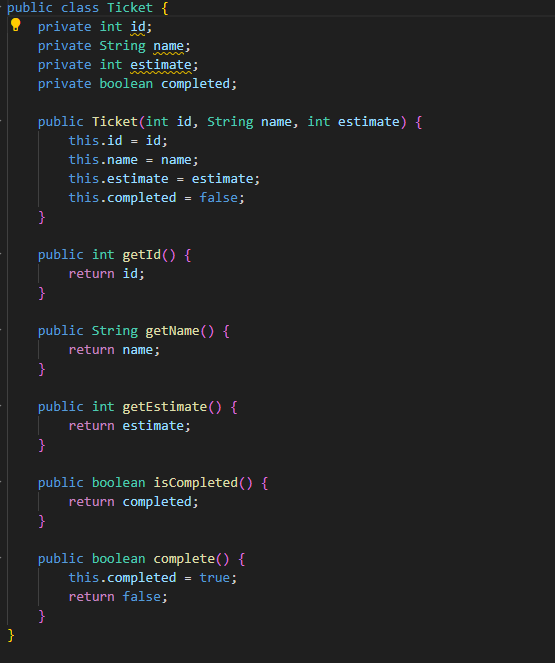 public class Ticket {
    private int id;
    private String name;
    private int estimate;
    private boolean completed;

    public Ticket(int id, String name, int estimate) {
        this.id = id;
        this.name = name;
        this.estimate = estimate;
        this.completed = false;
    }

    public int getId() {
        return id;
    }

    public String getName() {
        return name;
    }

    public int getEstimate() {
        return estimate;
    }

    public boolean isCompleted() {
        return completed;
    }

    public boolean complete() {
        this.completed = true;
        return false;
    }
}